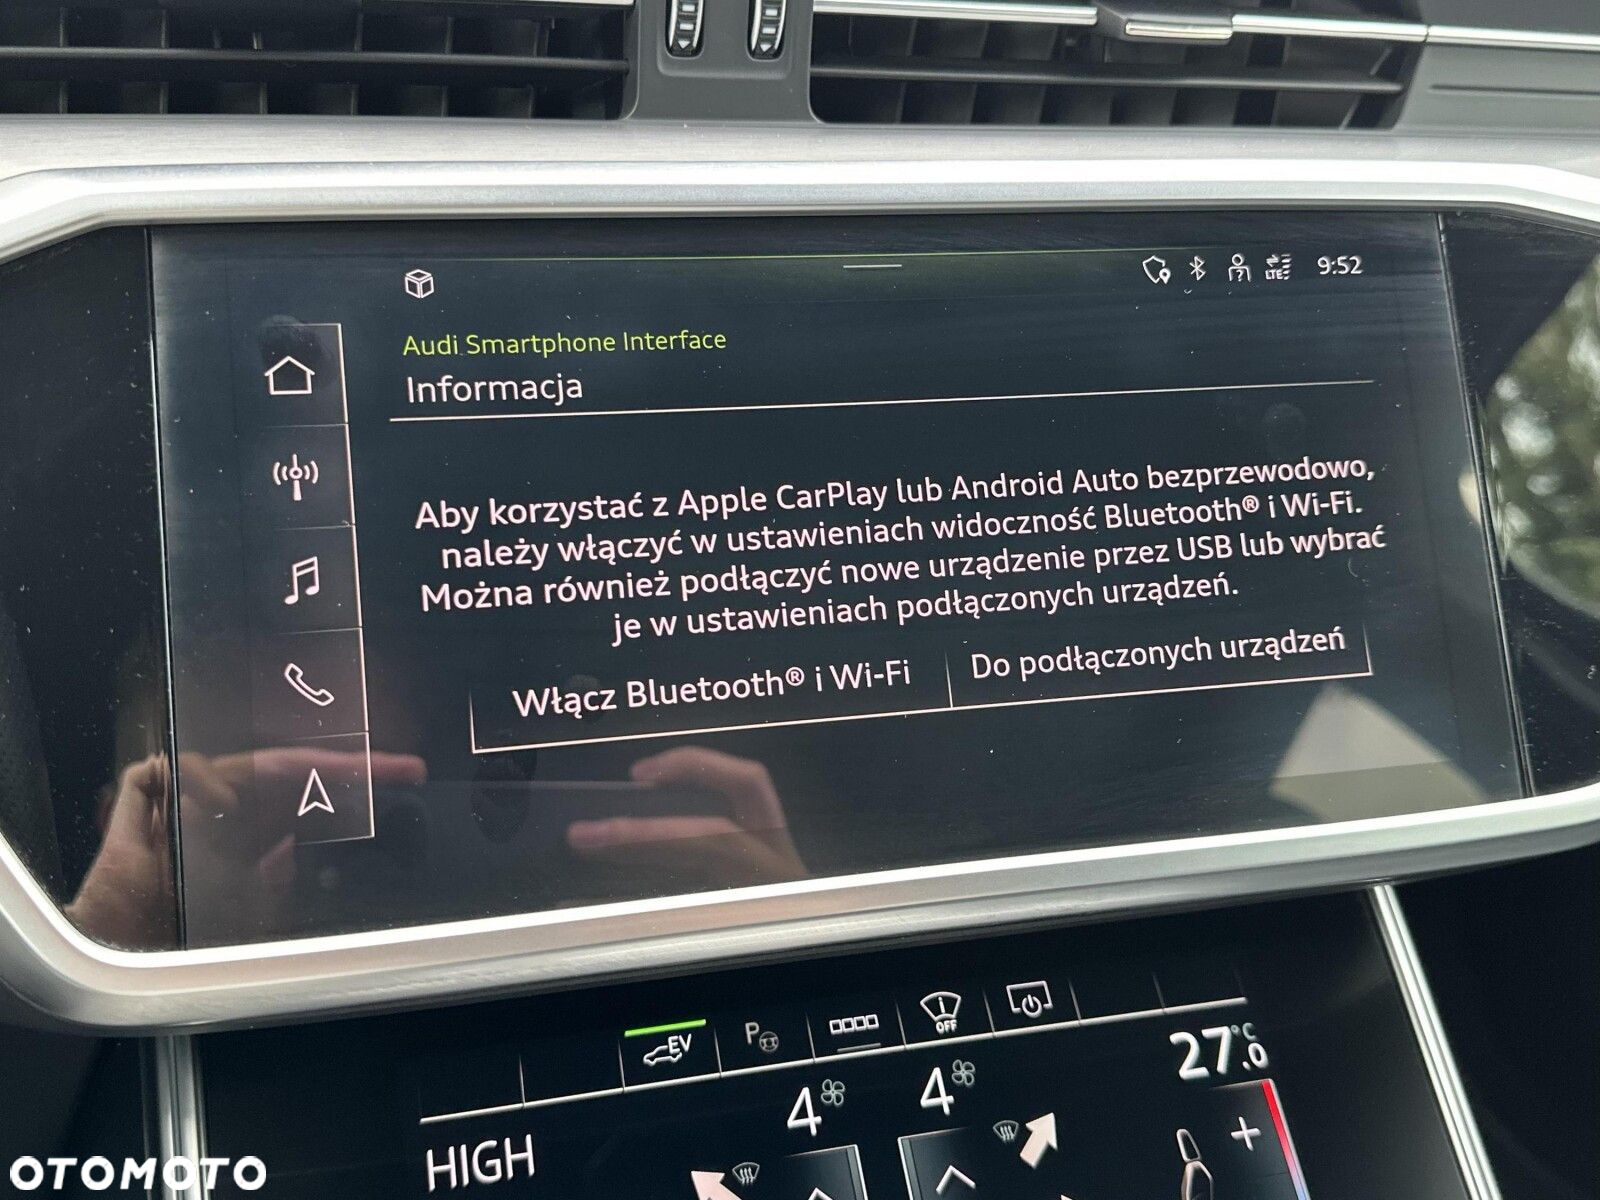 LTE
9:52
Audi Smartphone Interface
Informacja
Aby korzystać z Apple CarPlay lub Android Auto bezprzewodowo,
należy włączyć w ustawieniach widoczność Bluetooth® i Wi-Fi.
Można również podłączyć nowe urządzenie przez USB lub wybrać
je w ustawieniach podłączonych urządzeń.
Włącz Bluetooth® i Wi-Fi
Do podłączonych urządzeń
EV
P
OFF
27.0 °C
4
4
HIGH
+
OTOMOTO